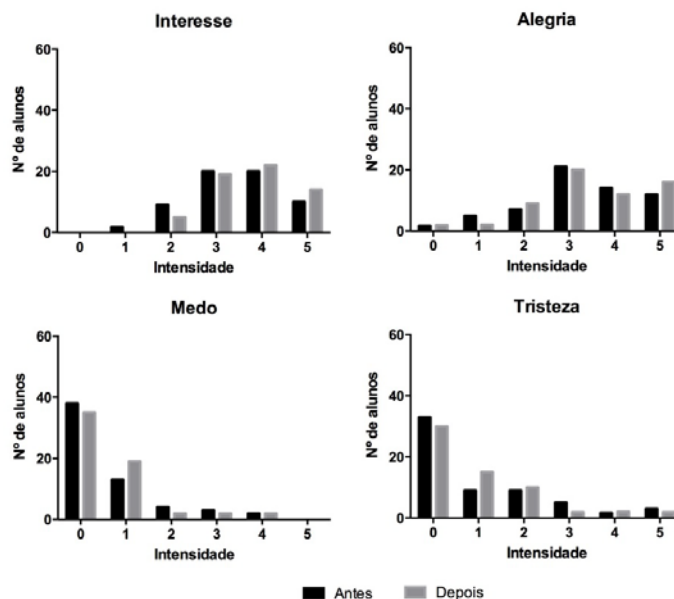 Interesse
Nº de alunos
60
40
20
0
0 1 2 3 4 5
Intensidade
Alegria
Nº de alunos
60
40
20
0
0 1 2 3 4 5
Intensidade
Medo
Nº de alunos
60
40
20
0
0 1 2 3 4 5
Intensidade
Tristeza
Nº de alunos
60
40
20
0
0 1 2 3 4 5
Intensidade
Antes Depois